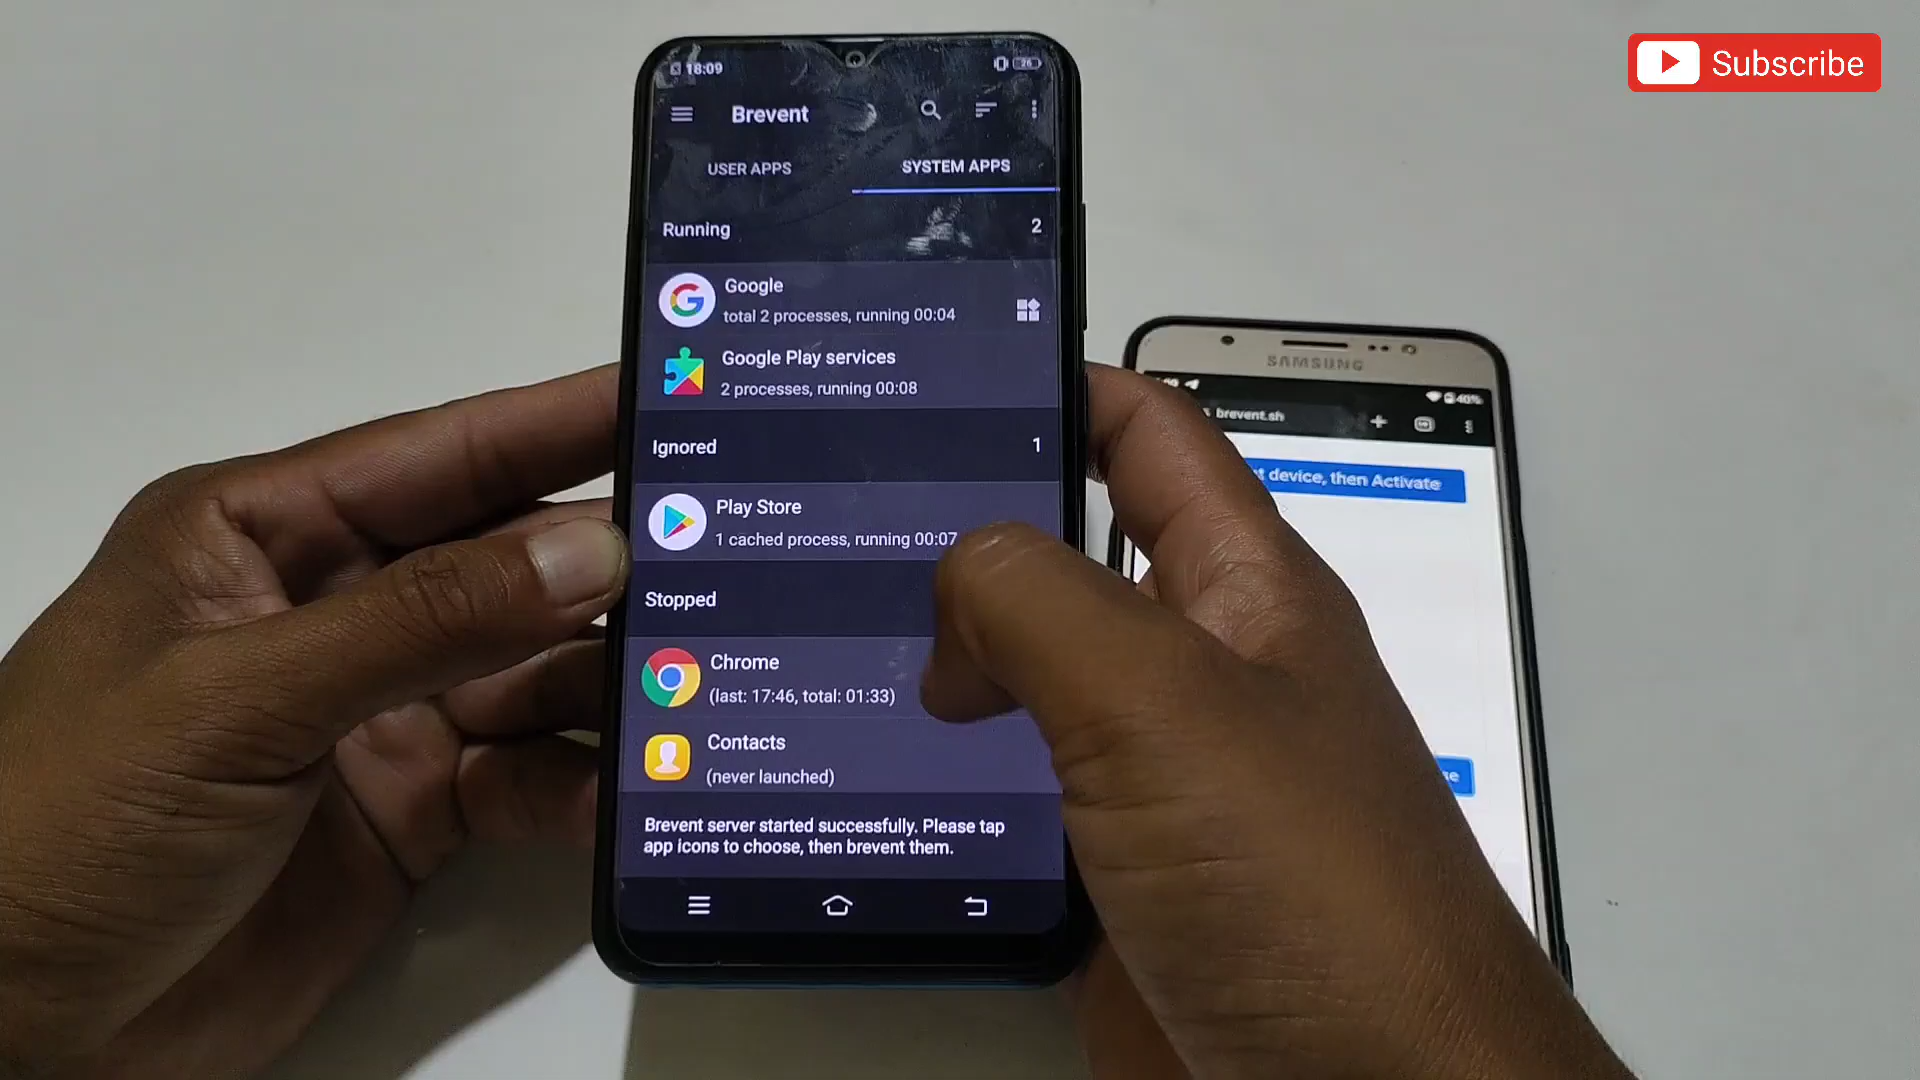 Subscribe
18:09
26
Brevent
USER APPS
SYSTEM APPS
Running
2
Google
total 2 processes, running 00:04
Google Play services
2 processes, running 00:08
Ignored
1
Play Store
1 cached process, running 00:07
Stopped
Chrome
(last: 17:46, total: 01:33)
Contacts
(never launched)
Brevent server started successfully. Please tap
app icons to choose, then brevent them.
SAMSUNG
40%
brevent.sh
device, then Activate